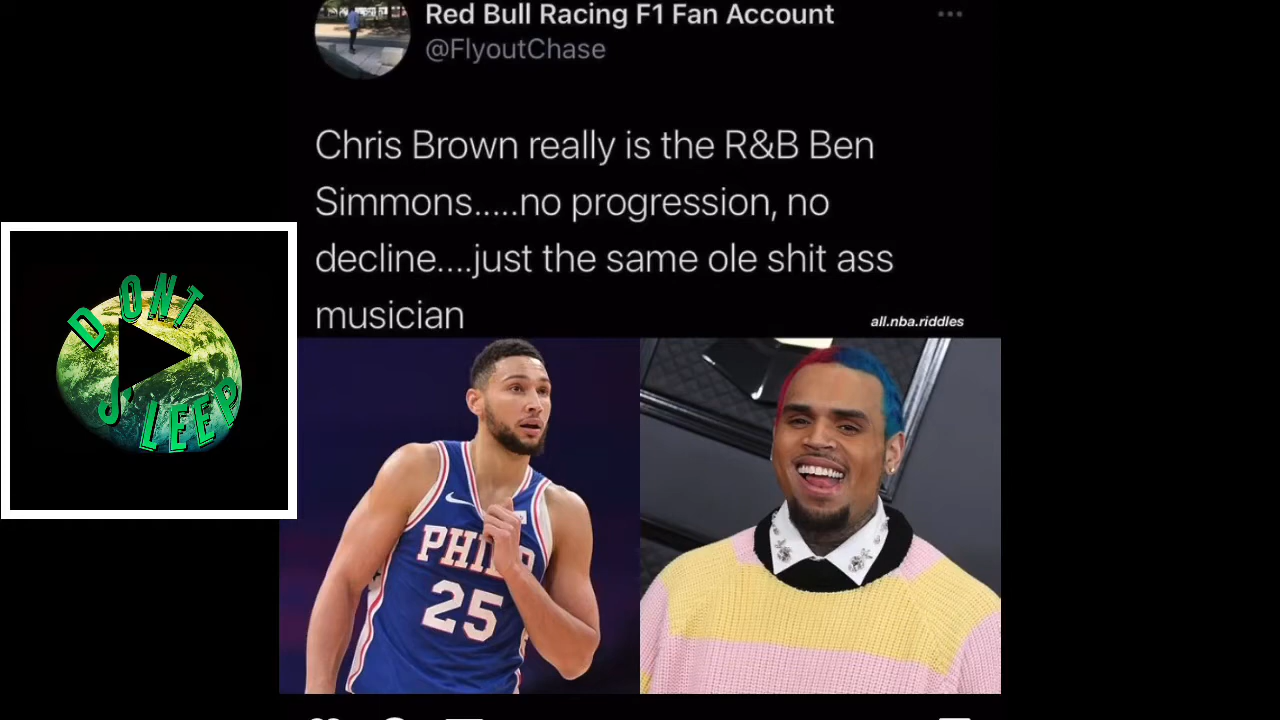 Red Bull Racing F1 Fan Account
@FlyoutChase
Chris Brown really is the R&B Ben
Simmons.....no progression, no
decline....just the same ole shit ass
musician
all.nba.riddles
DONT
SLEEP
PHILA
25